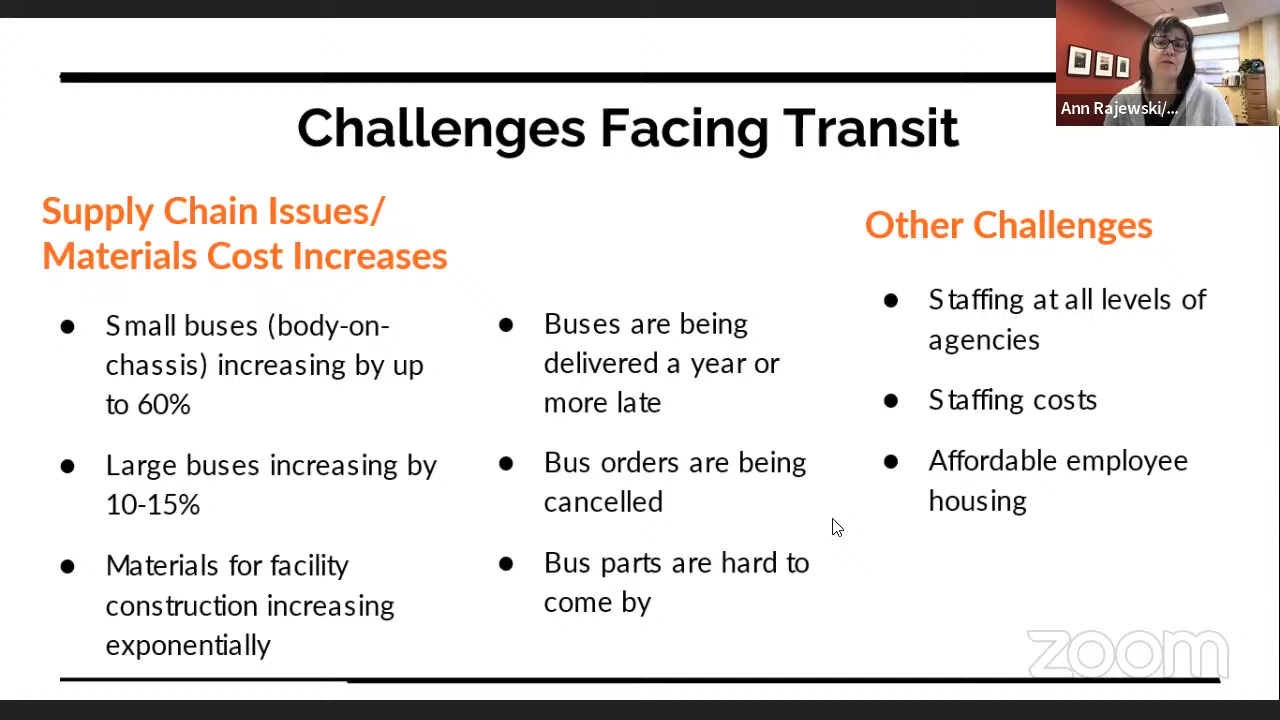 Challenges Facing Transit
Supply Chain Issues/
Materials Cost Increases
● Small buses (body-on-
chassis) increasing by up
to 60%
● Large buses increasing by
10-15%
● Materials for facility
construction increasing
exponentially
● Buses are being
delivered a year or
more late
● Bus orders are being
cancelled
● Bus parts are hard to
come by
Other Challenges
● Staffing at all levels of
agencies
● Staffing costs
● Affordable employee
housing
Ann Rajewski/...
zoom